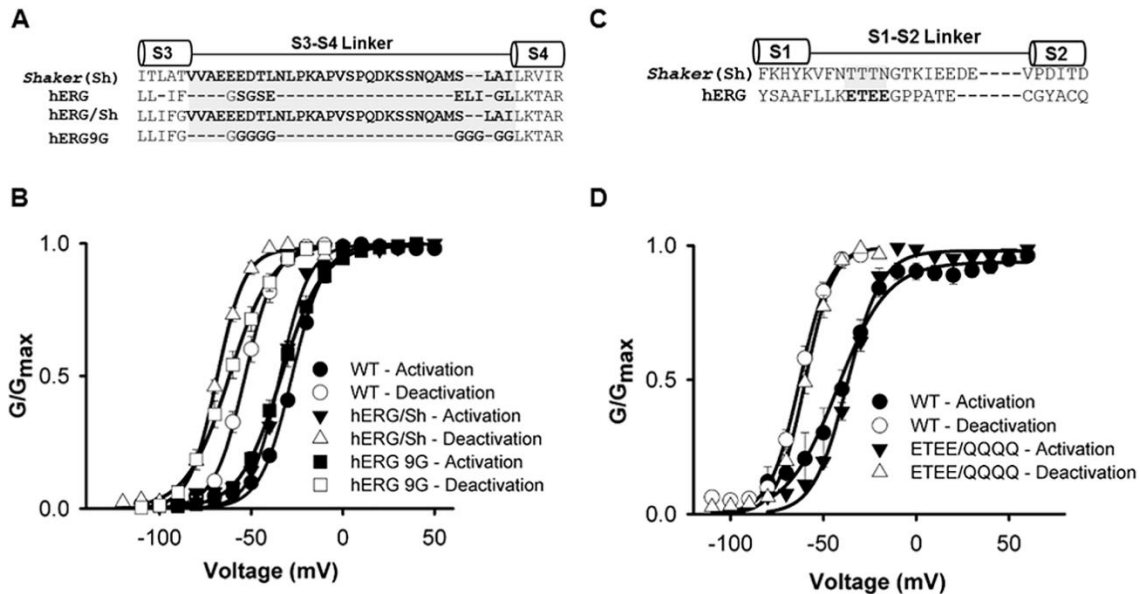 A
S3
S3-S4 Linker
S4
Shaker(Sh) ITLATVVAEEEDTLNLPKAPVSPQDKSSNQAMS--LAILRVIR
hERG LL-IF---GSGSE-------------------ELI-GLLKTAR
hERG/Sh LLIFGVVAEEEDTLNLPKAPVSPQDKSSNQAMS--LAILKTAR
hERG9G LLIFG---GGGGG-------------------GGG-GGLKTAR
B
1.0
0.5
0.0
G/Gmax
WT - Activation
WT - Deactivation
hERG/Sh - Activation
hERG/Sh - Deactivation
hERG 9G - Activation
hERG 9G - Deactivation
-100 -50 0 50
Voltage (mV)
C
S1
S1-S2 Linker
S2
Shaker(Sh) FKHYKVFNTTTNGTKIEEDE-----VPDITD
hERG YSAAFLLKETEEGPPATE-------CGYACQ
D
1.0
0.5
0.0
G/Gmax
WT - Activation
WT - Deactivation
ETEE/QQQQ - Activation
ETEE/QQQQ - Deactivation
-100 -50 0 50
Voltage (mV)